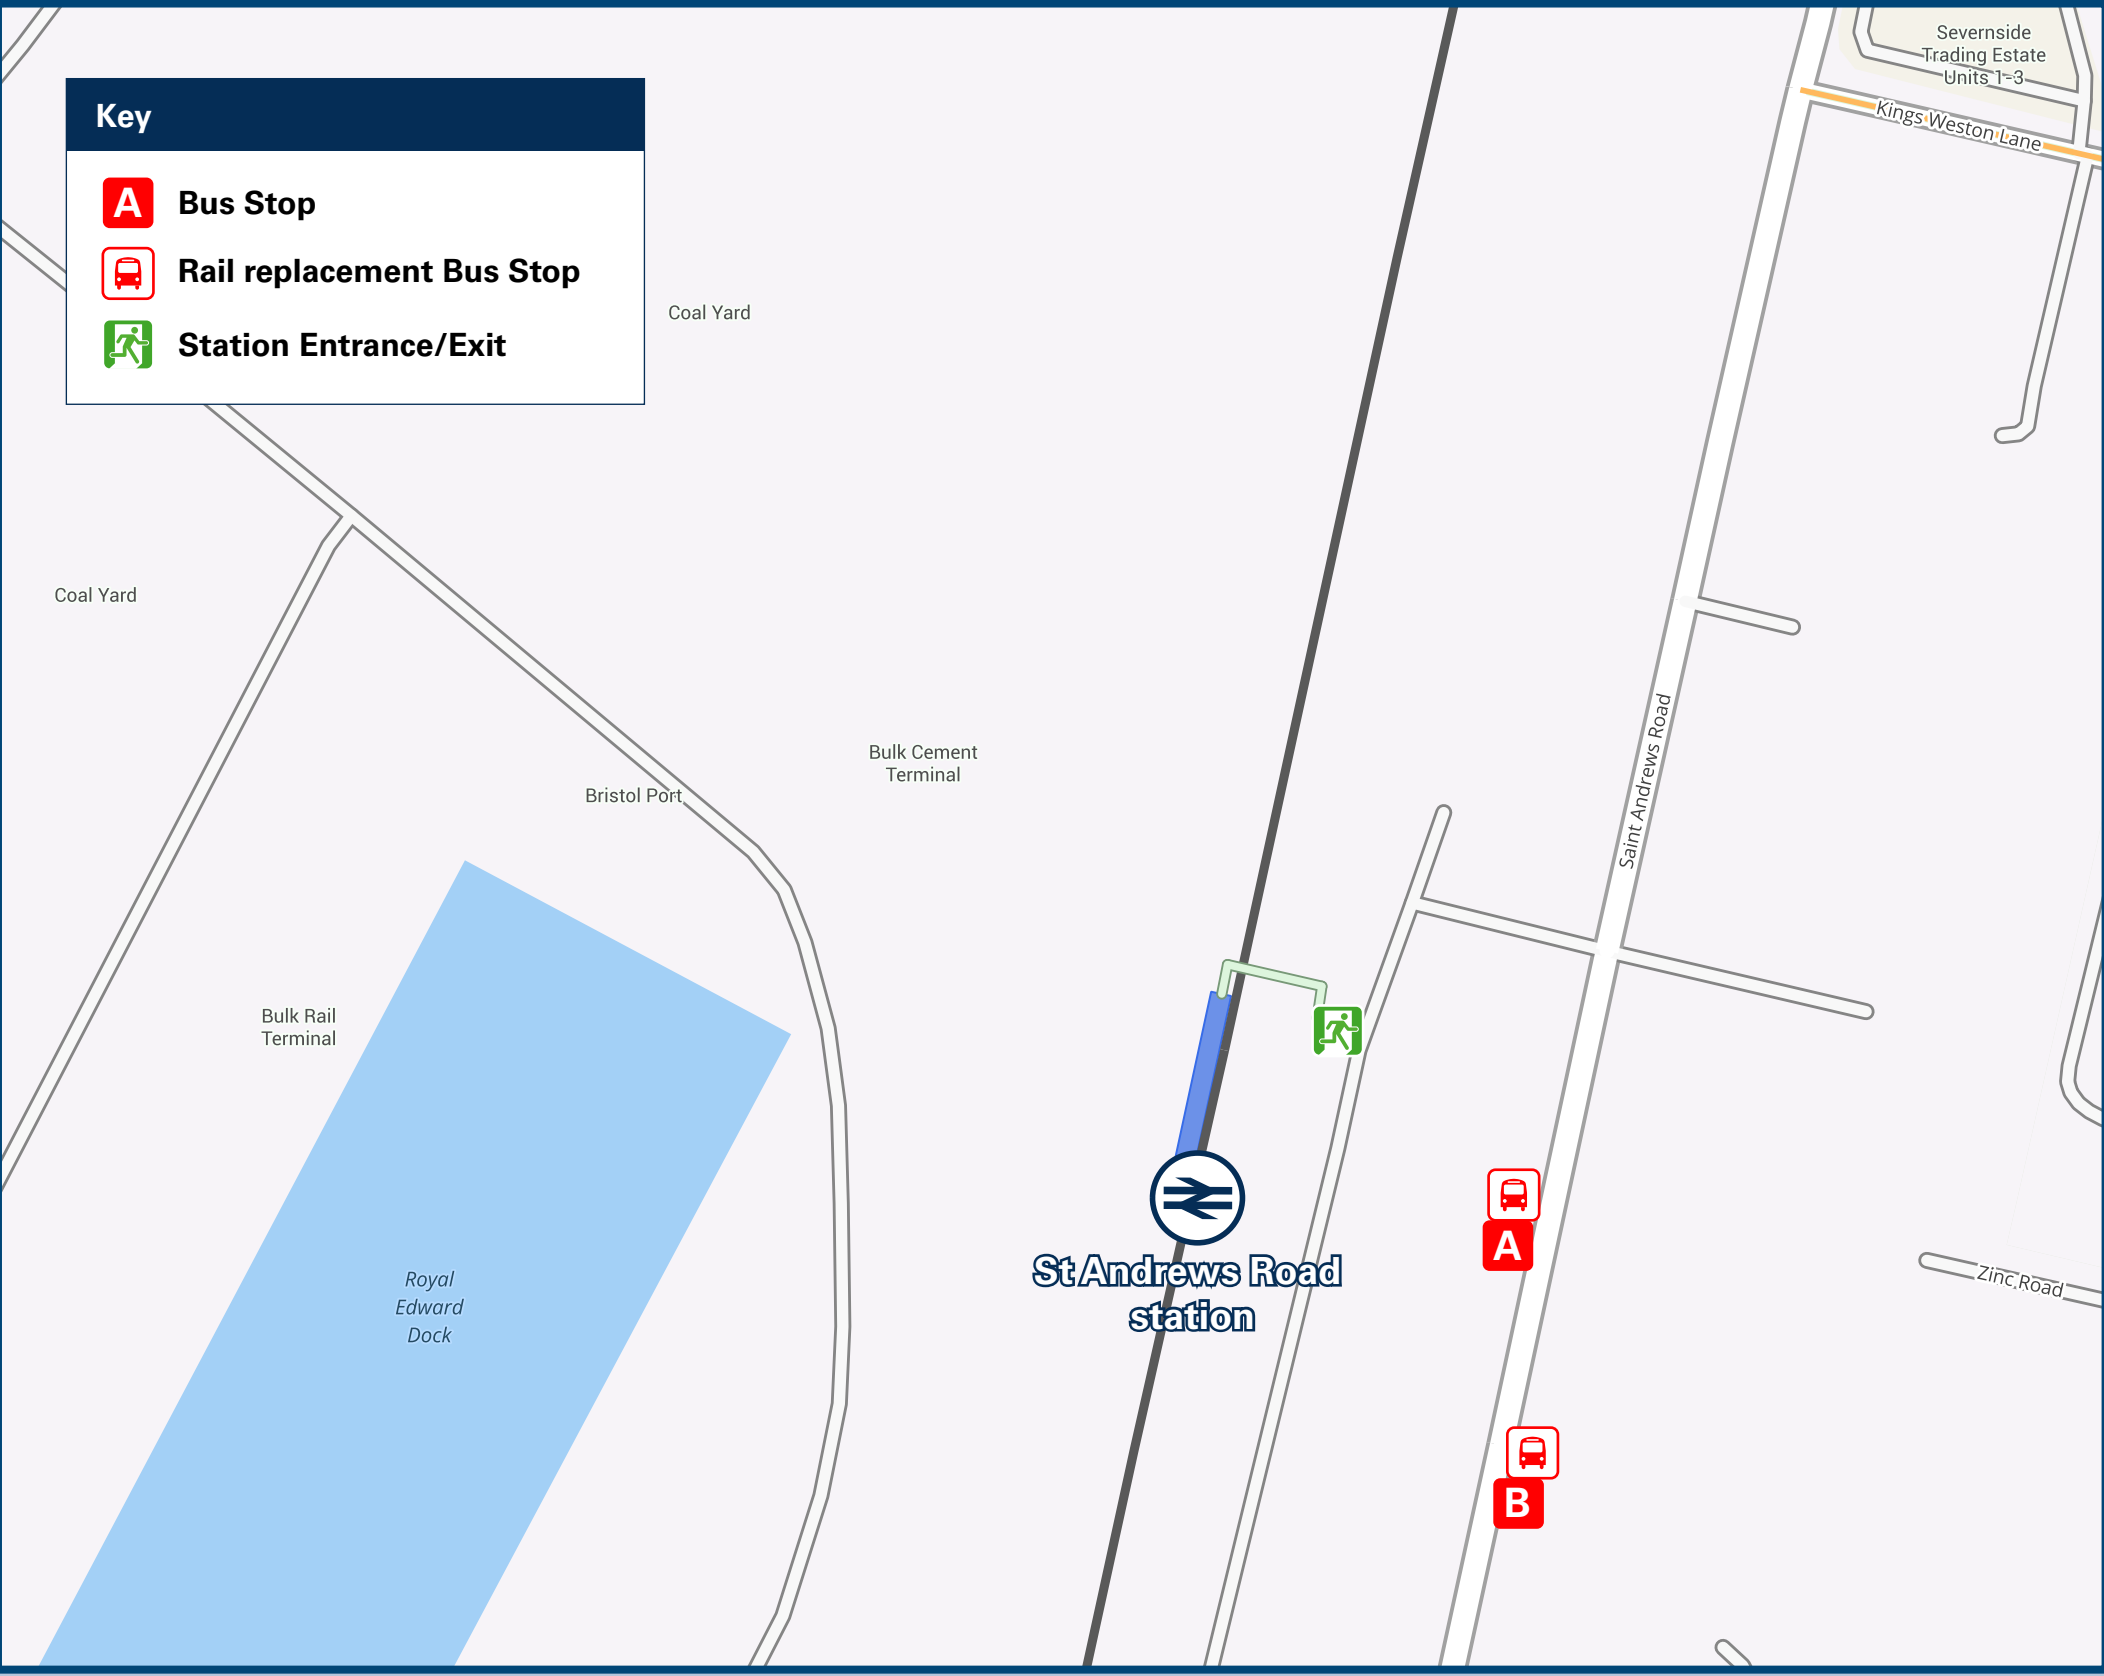 Severnside
Trading Estate
Units 1-3
Kings Weston Lane
Key
A Bus Stop
Rail replacement Bus Stop
Station Entrance/Exit
Coal Yard
Coal Yard
Bulk Cement
Terminal
Bristol Port
Saint Andrews Road
Bulk Rail
Terminal
A
St Andrews Road
station
Zinc Road
Royal
Edward
Dock
B